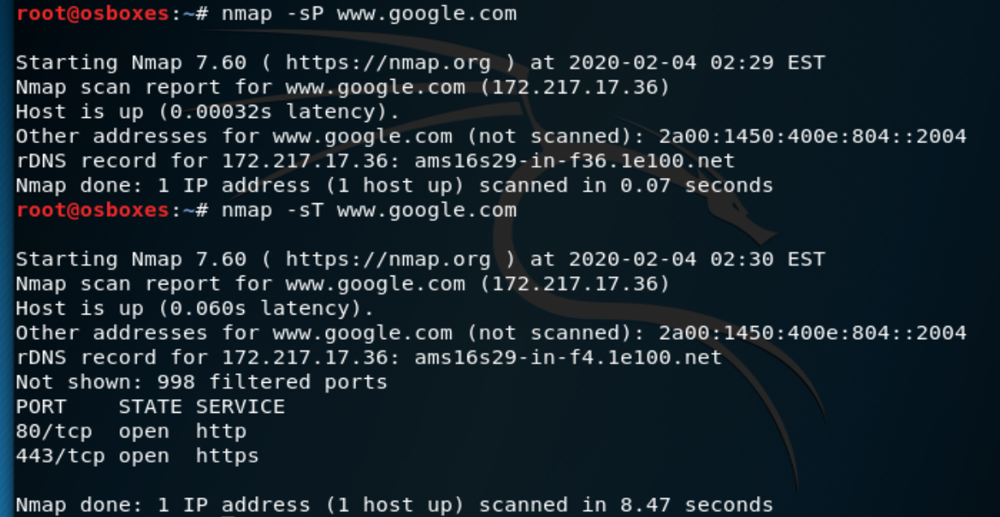 root@osboxes:~# nmap -sP www.google.com
Starting Nmap 7.60 ( https://nmap.org ) at 2020-02-04 02:29 EST
Nmap scan report for www.google.com (172.217.17.36)
Host is up (0.00032s latency).
Other addresses for www.google.com (not scanned): 2a00:1450:400e:804::2004
rDNS record for 172.217.17.36: ams16s29-in-f36.1e100.net
Nmap done: 1 IP address (1 host up) scanned in 0.07 seconds
root@osboxes:~# nmap -sT www.google.com
Starting Nmap 7.60 ( https://nmap.org ) at 2020-02-04 02:30 EST
Nmap scan report for www.google.com (172.217.17.36)
Host is up (0.060s latency).
Other addresses for www.google.com (not scanned): 2a00:1450:400e:804::2004
rDNS record for 172.217.17.36: ams16s29-in-f4.1e100.net
Not shown: 998 filtered ports
PORT    STATE SERVICE
80/tcp  open  http
443/tcp open  https
Nmap done: 1 IP address (1 host up) scanned in 8.47 seconds